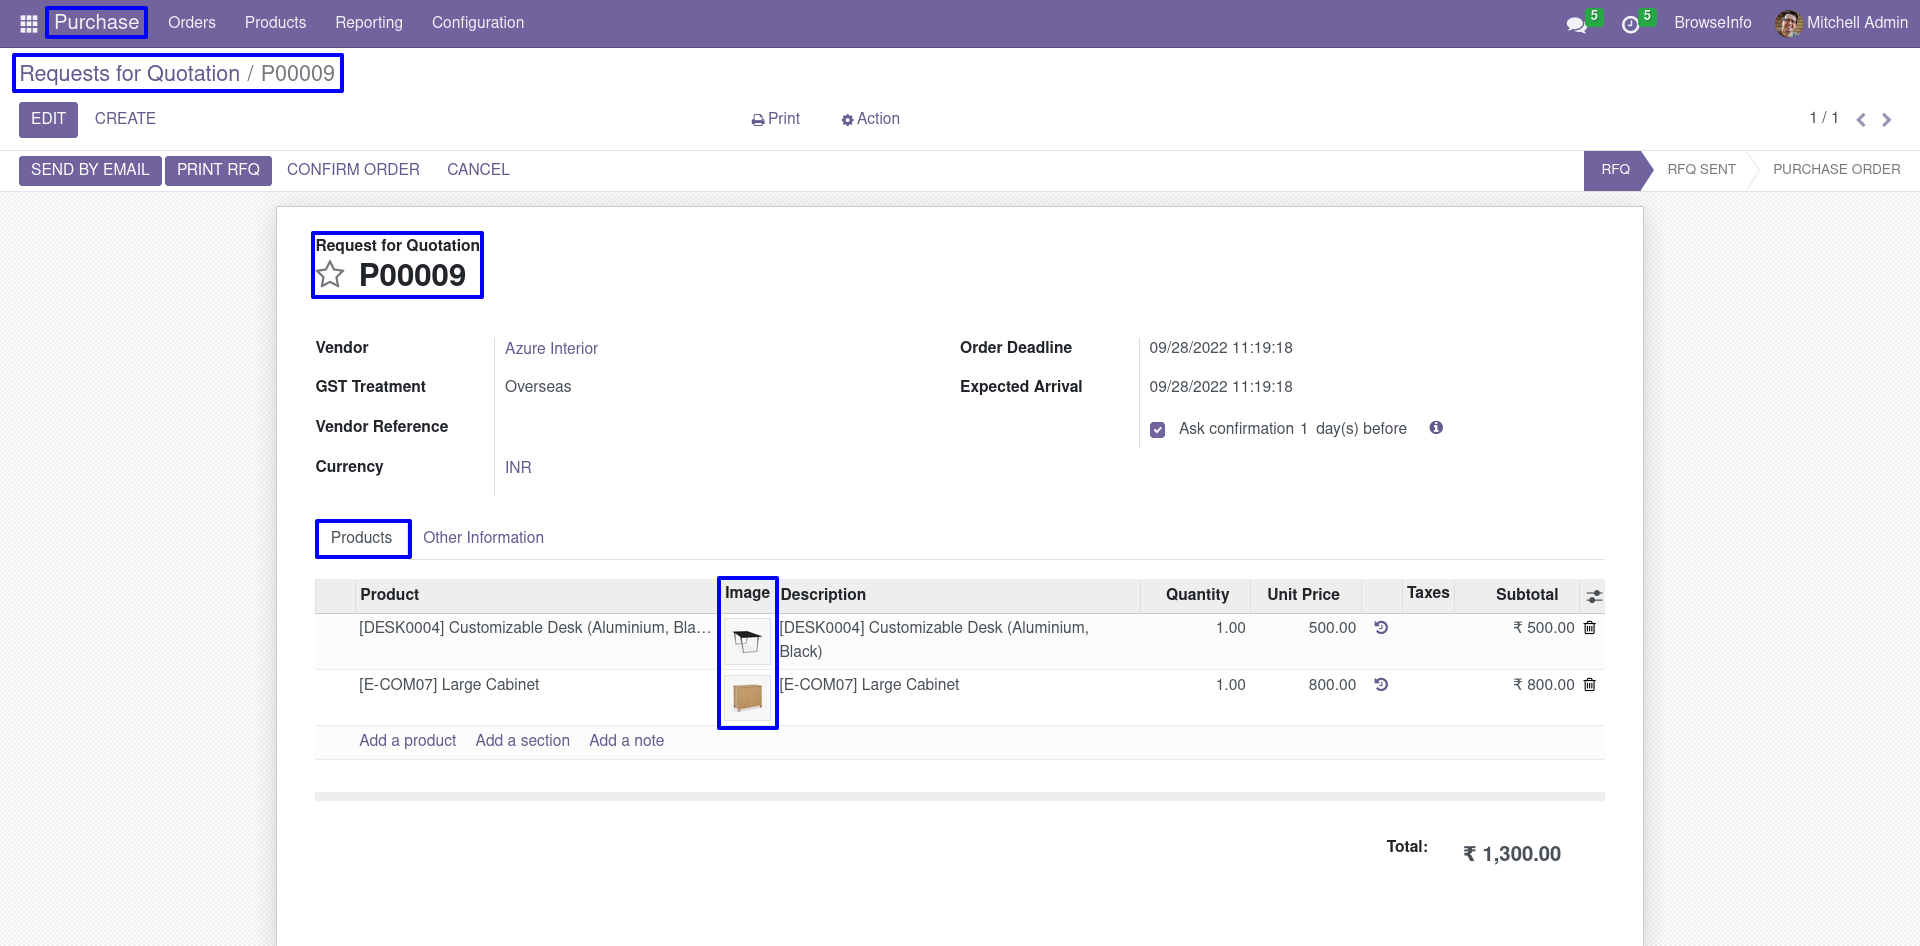 Purchase Orders Products Reporting Configuration 5 5 BrowseInfo Mitchell Admin
Requests for Quotation / P00009
EDIT CREATE Print Action 1 / 1
SEND BY EMAIL PRINT RFQ CONFIRM ORDER CANCEL RFQ RFQ SENT PURCHASE ORDER
Request for Quotation
P00009
Vendor Azure Interior Order Deadline 09/28/2022 11:19:18
GST Treatment Overseas Expected Arrival 09/28/2022 11:19:18
Vendor Reference Ask confirmation 1 day(s) before
Currency INR
Products Other Information
Product Image Description Quantity Unit Price Taxes Subtotal
[DESK0004] Customizable Desk (Aluminium, Bla... [DESK0004] Customizable Desk (Aluminium, 1.00 500.00 ₹ 500.00
Black)
[E-COM07] Large Cabinet [E-COM07] Large Cabinet 1.00 800.00 ₹ 800.00
Add a product Add a section Add a note
Total: ₹ 1,300.00